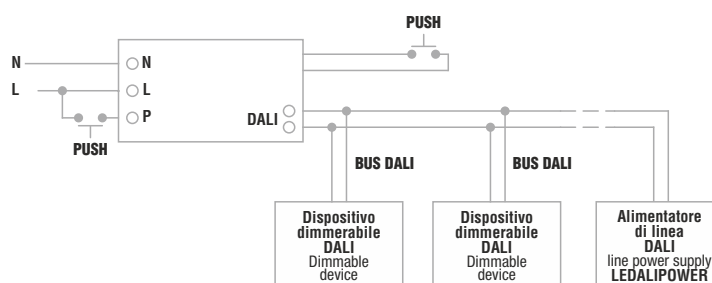 PUSH
N
N
L
L
P
DALI
PUSH
BUS DALI
BUS DALI
Dispositivo
dimmerabile
DALI
Dimmable
device
Dispositivo
dimmerabile
DALI
Dimmable
device
Alimentatore
di linea
DALI
line power supply
LEDALIPOWER